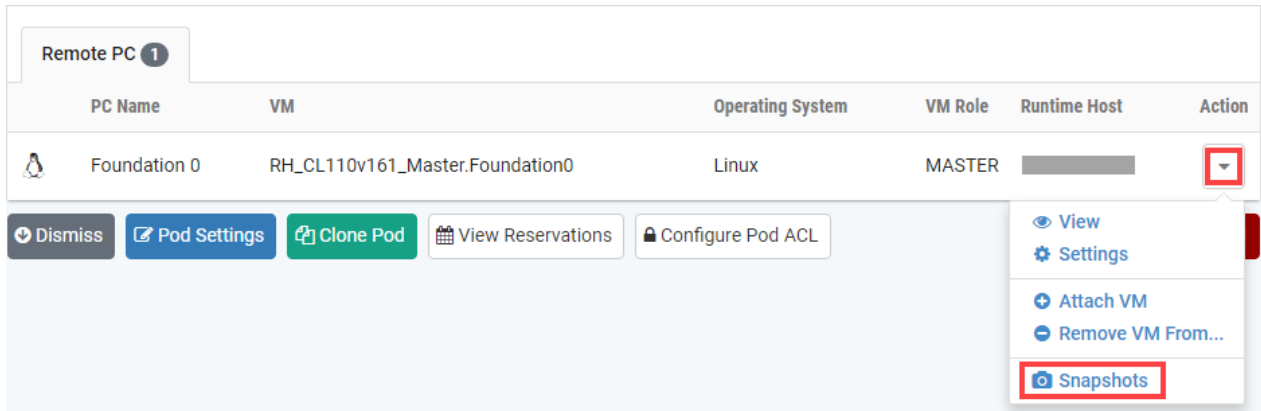 Remote PC 1
PC Name VM Operating System VM Role Runtime Host Action
Foundation 0 RH_CL110v161_Master.Foundation0 Linux MASTER
Dismiss Pod Settings Clone Pod View Reservations Configure Pod ACL
View
Settings
Attach VM
Remove VM From...
Snapshots